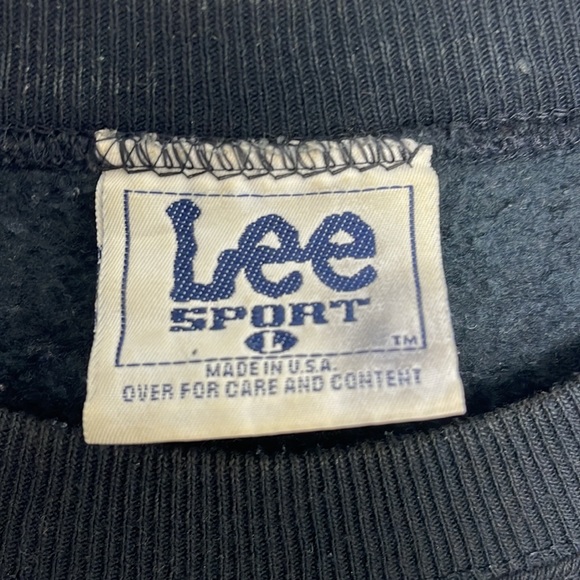 Lee
SPORT
L
TM
MADE IN U.S.A.
OVER FOR CARE AND CONTENT